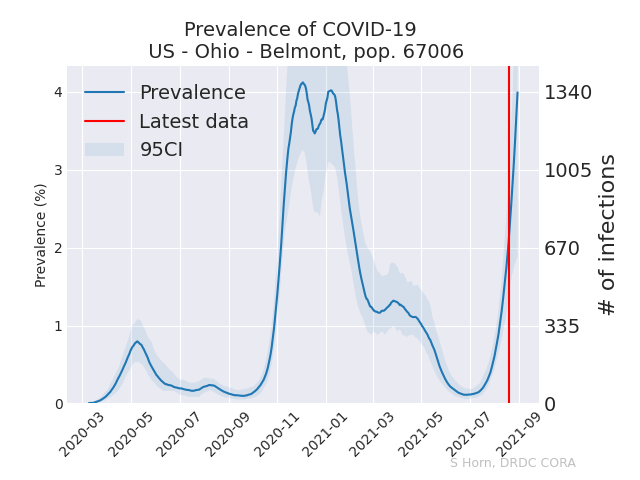 Prevalence of COVID-19
US - Ohio - Belmont, pop. 67006
Prevalence
Latest data
95CI
Prevalence (%)
4
3
2
1
0
1340
1005
670
335
0
# of infections
2020-03
2020-05
2020-07
2020-09
2020-11
2021-01
2021-03
2021-05
2021-07
2021-09
S Horn, DRDC CORA